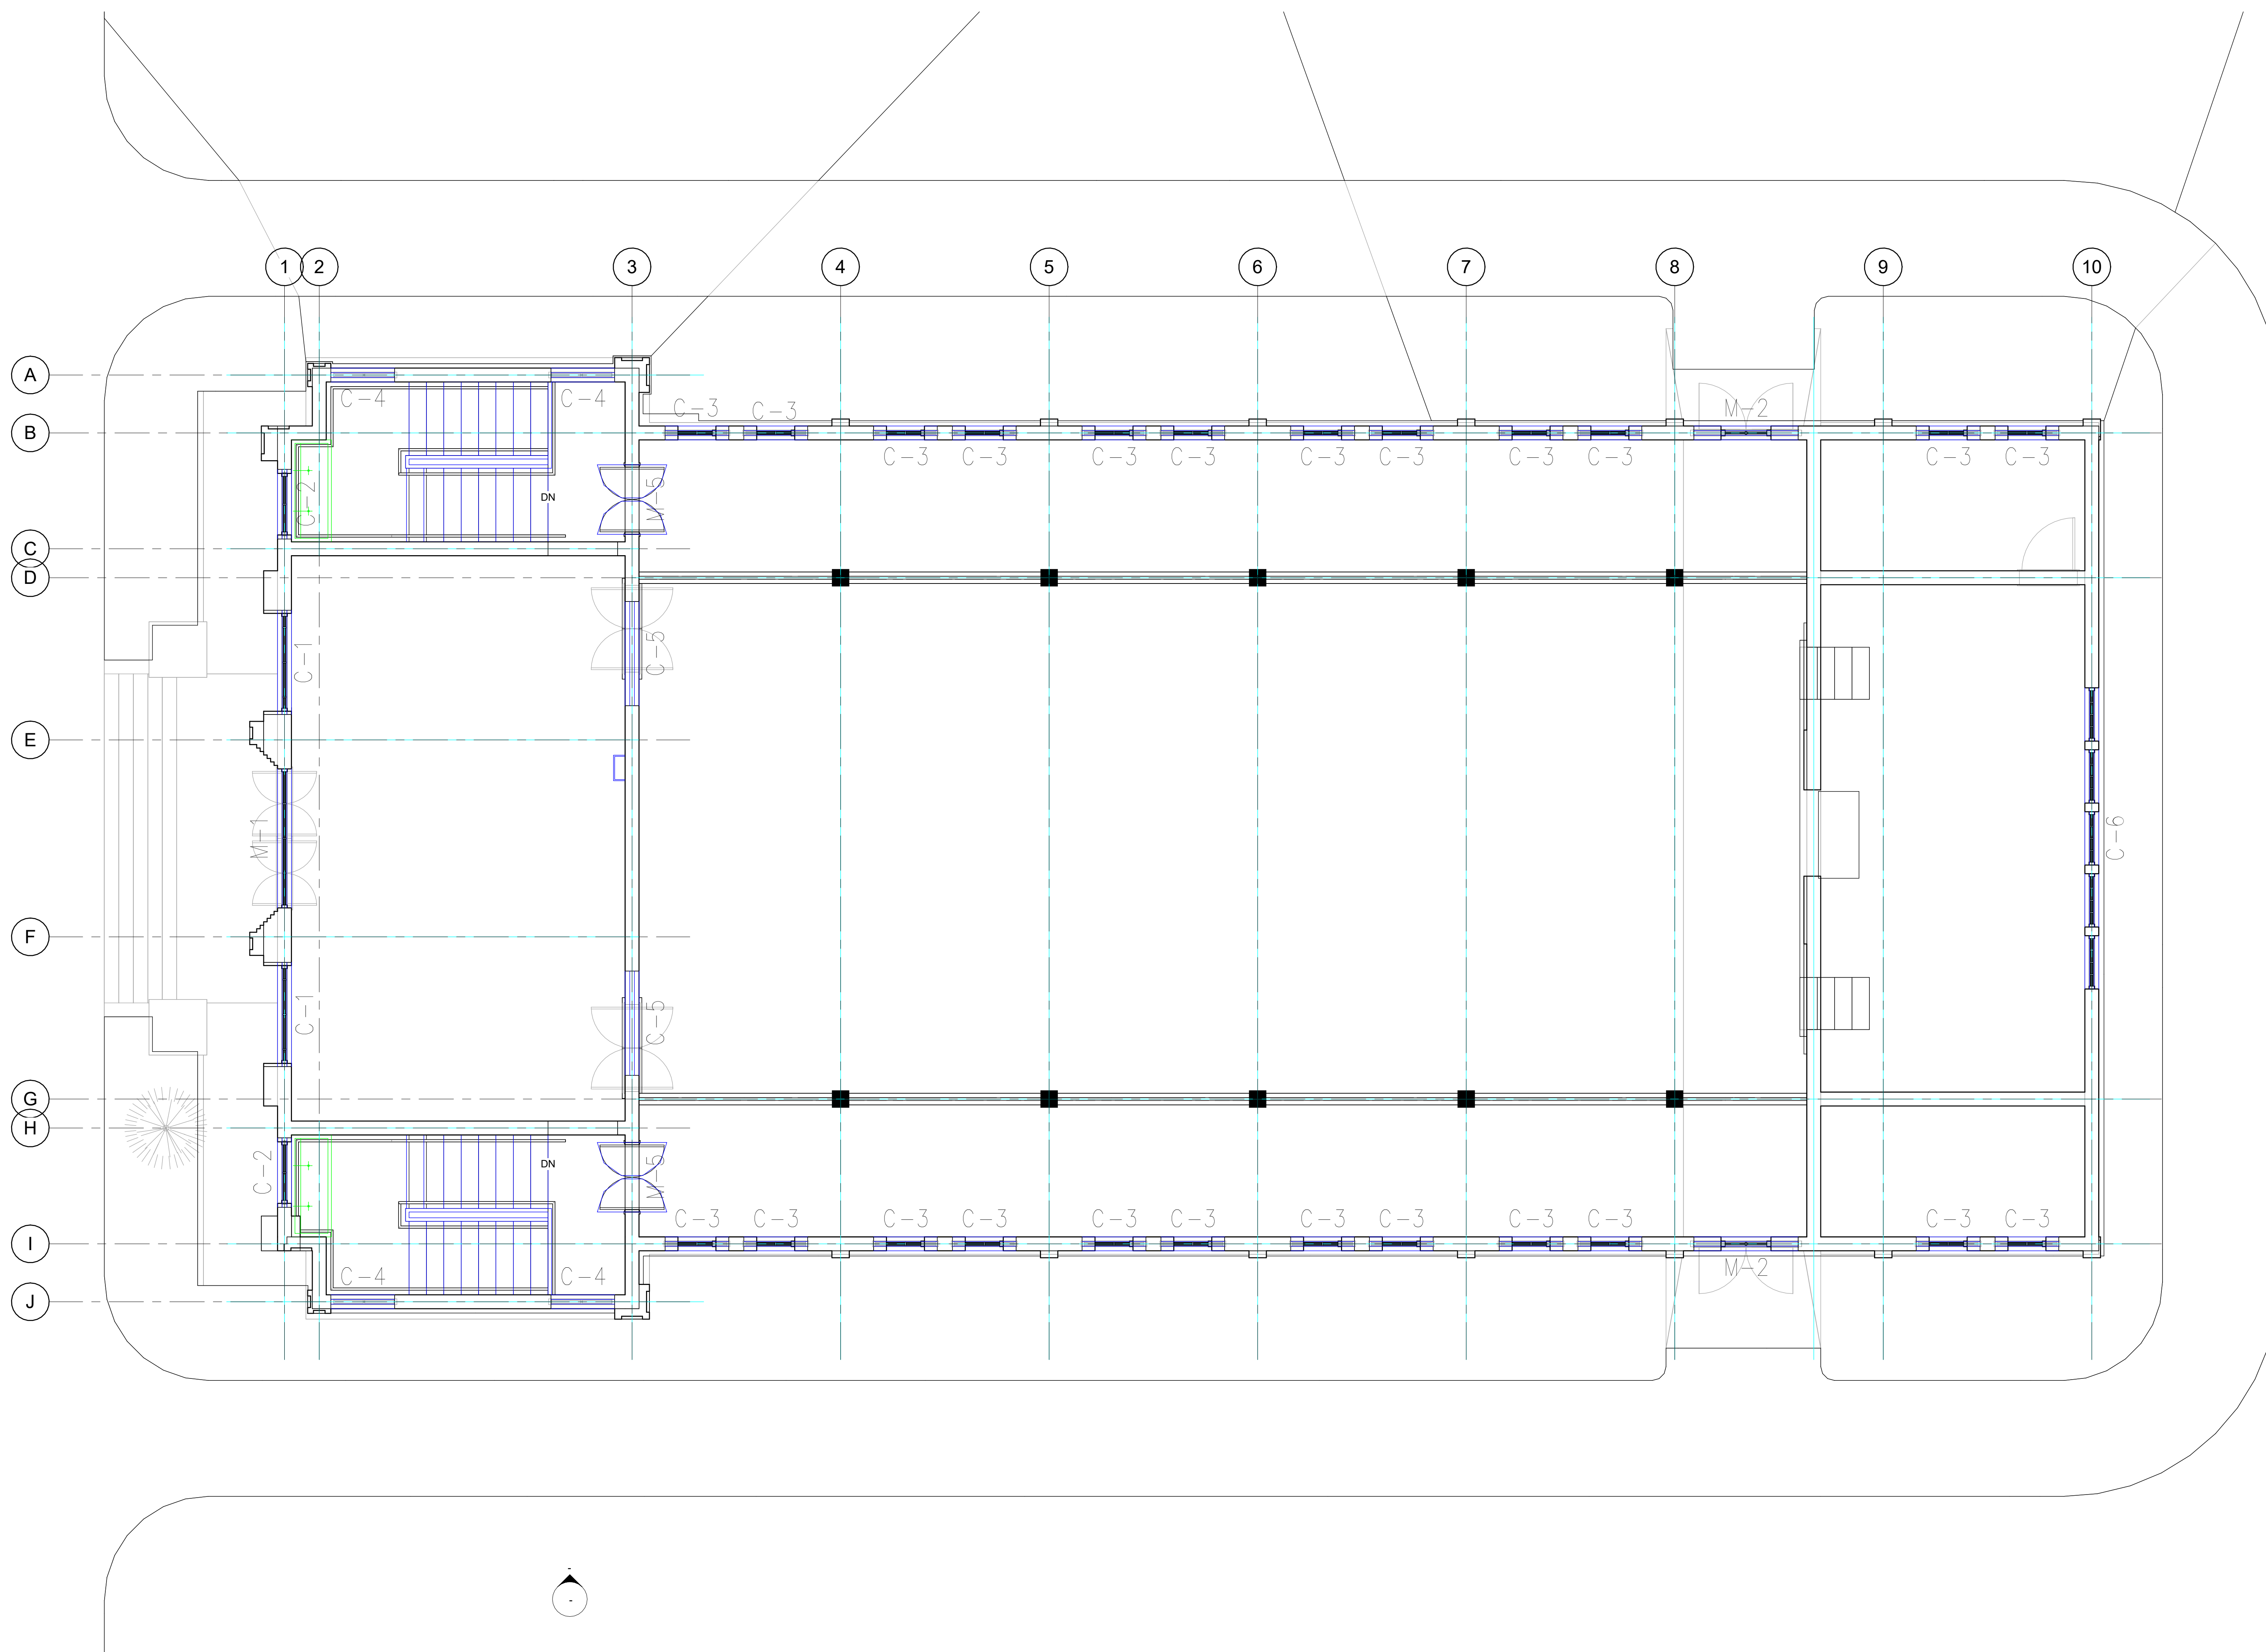 1 2 3 4 5 6 7 8 9 10
A
C-4 C-4 C-3 C-3 M-2
B
C-3 C-3 C-3 C-3 C-3 C-3 C-3 C-3 C-3 C-3
C-2 DN M-5
C
D
C-1 C-5
E
M-1 C-6
F
C-1 C-5
G
H
C-2 DN M-5
C-3 C-3 C-3 C-3 C-3 C-3 C-3 C-3 C-3 C-3 C-3 C-3
I
C-4 C-4 M-2
J
-
-